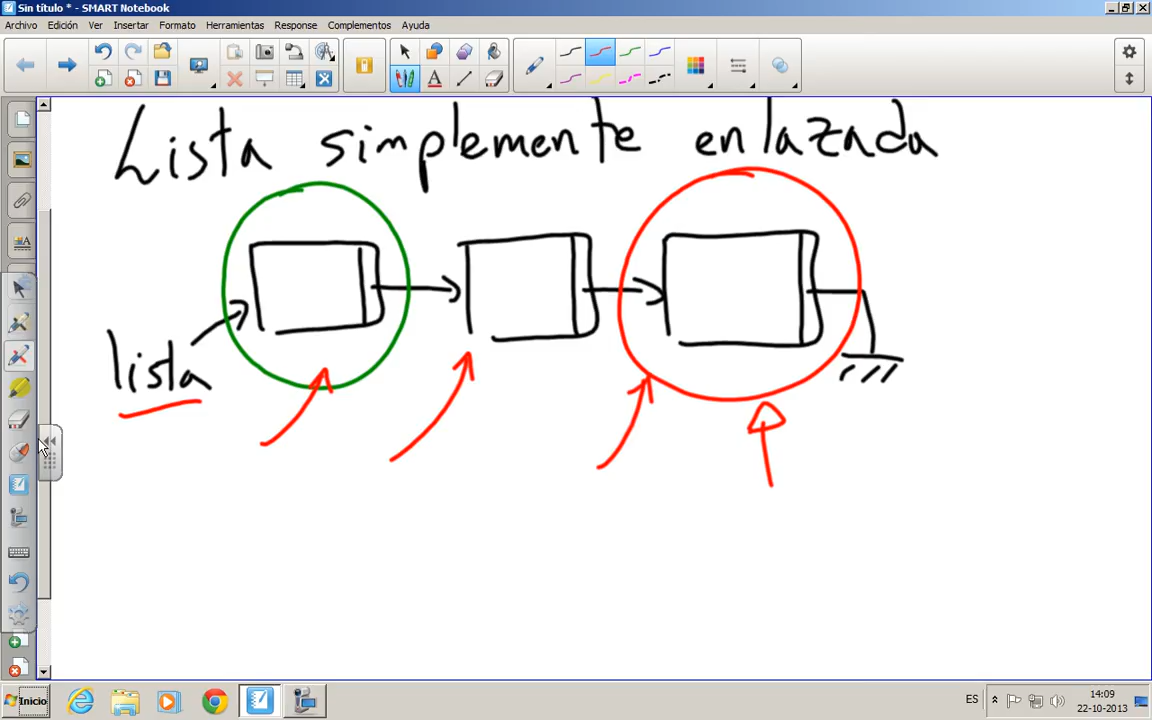 Sin título * - SMART Notebook
Archivo Edición Ver Insertar Formato Herramientas Response Complementos Ayuda
Lista simplemente enlazada
lista
Inicio
ES
14:09
22-10-2013